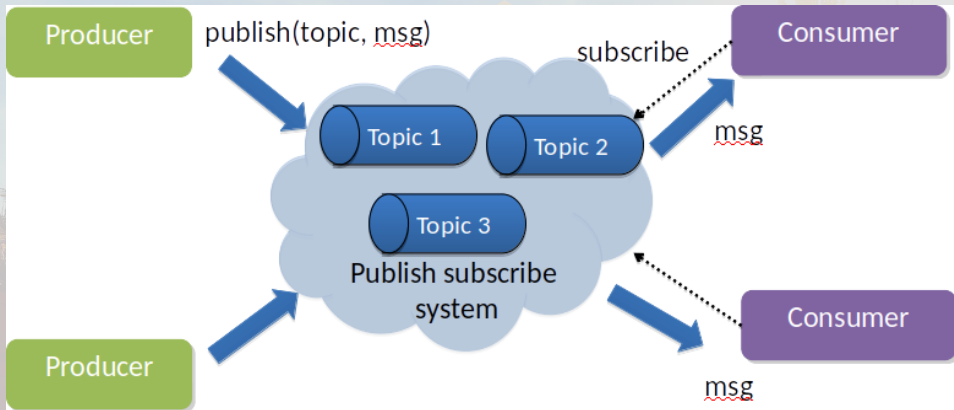 Producer
publish(topic, msg)
Consumer
subscribe
Topic 1
Topic 2
msg
Topic 3
Publish subscribe
system
Consumer
Producer
msg